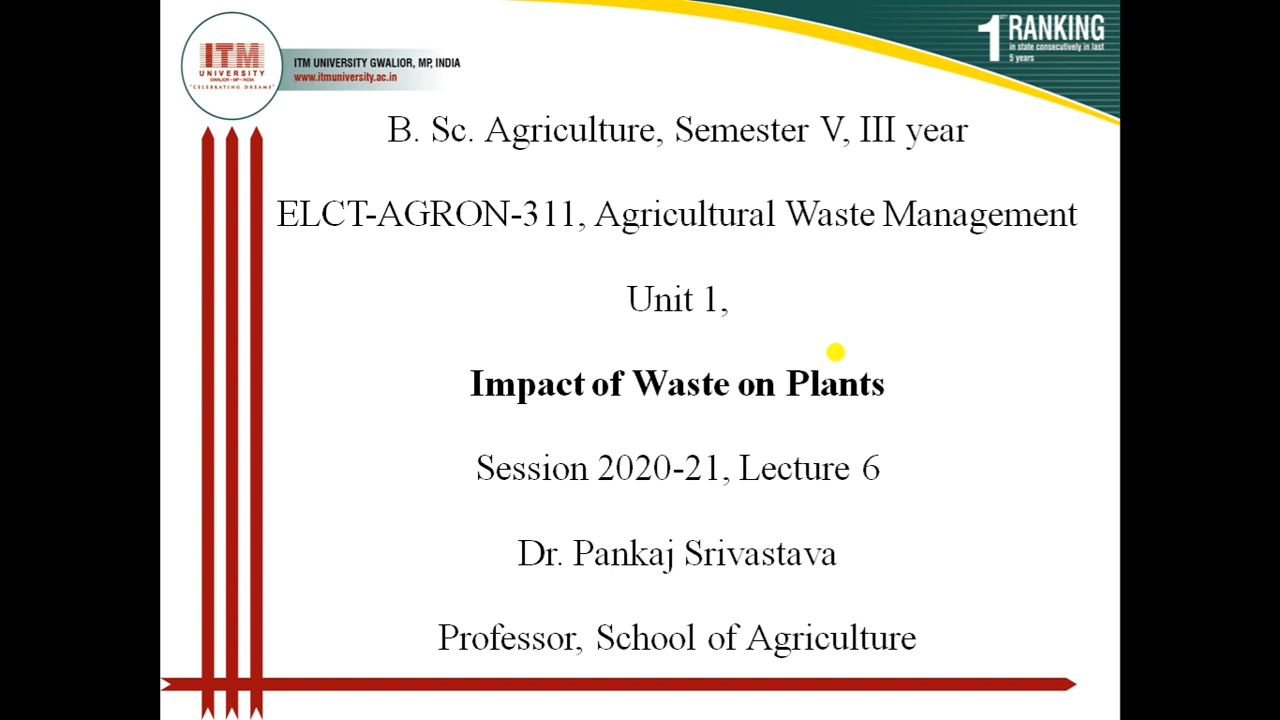 ITM
UNIVERSITY
GWALIOR • MP • INDIA
"CELEBRATING DREAMS"
ITM UNIVERSITY GWALIOR, MP, INDIA
www.itmuniversity.ac.in
1ST RANKING
in state consecutively in last
5 years
B. Sc. Agriculture, Semester V, III year
ELCT-AGRON-311, Agricultural Waste Management
Unit 1,
Impact of Waste on Plants
Session 2020-21, Lecture 6
Dr. Pankaj Srivastava
Professor, School of Agriculture